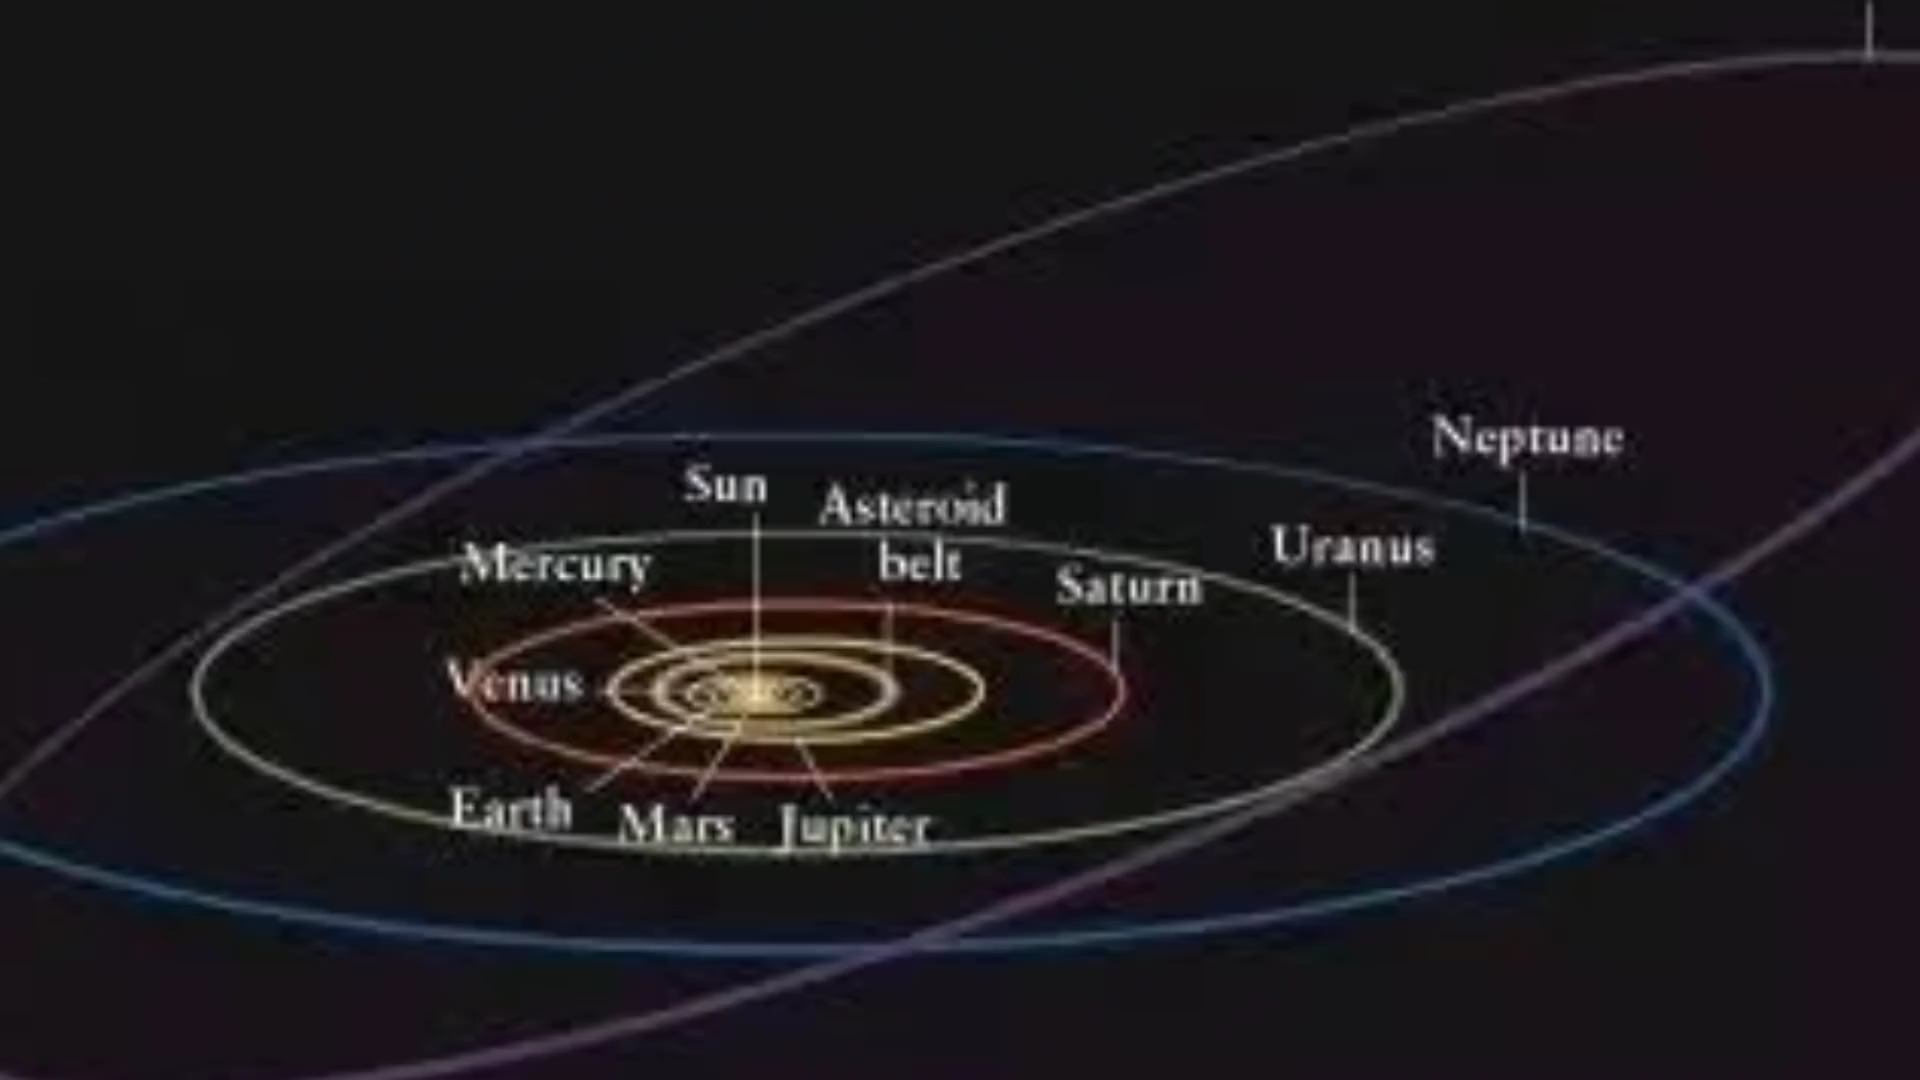 Neptune
Sun
Asteroid
belt
Uranus
Mercury
Saturn
Venus
Earth
Mars
Jupiter